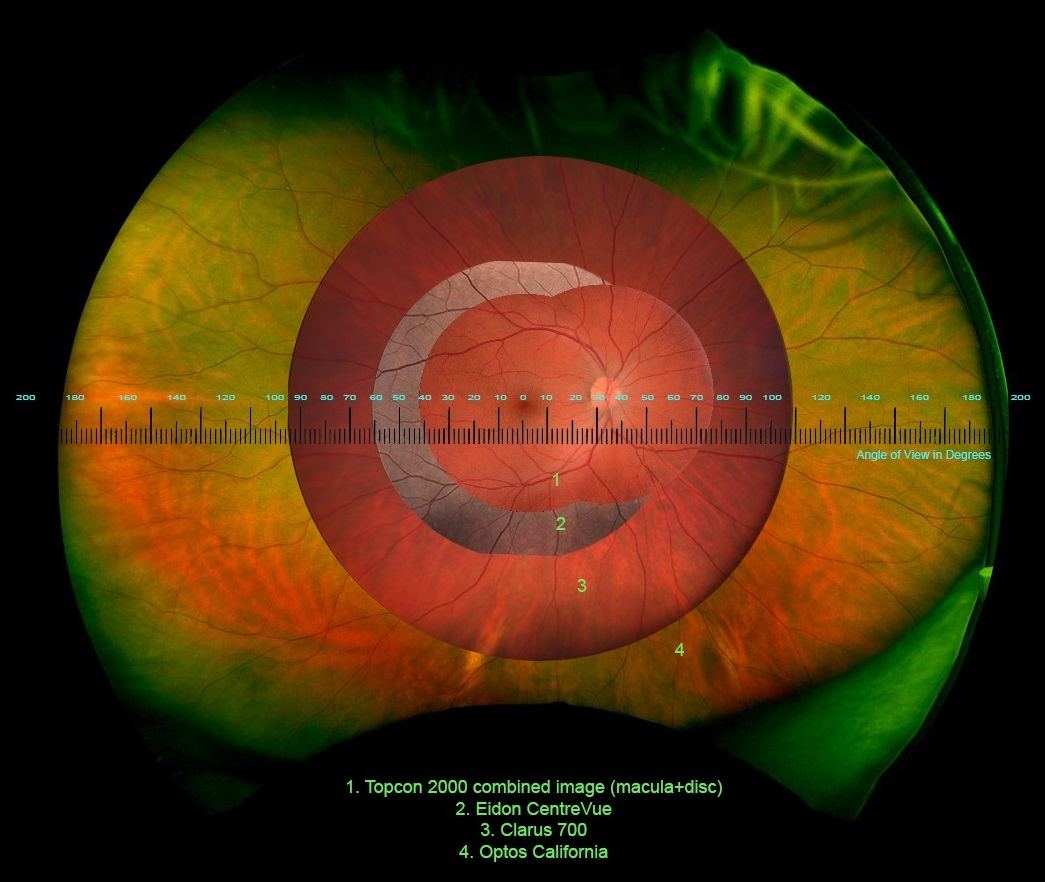 200 180 160 140 120 100 90 80 70 60 50 40 30 20 10 0 10 20 30 40 50 60 70 80 90 100 120 140 160 180 200
Angle of View in Degrees
1
2
3
4
1. Topcon 2000 combined image (macula+disc)
2. Eidon CentreVue
3. Clarus 700
4. Optos California